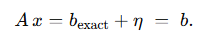 A x = b_exact + η = b.